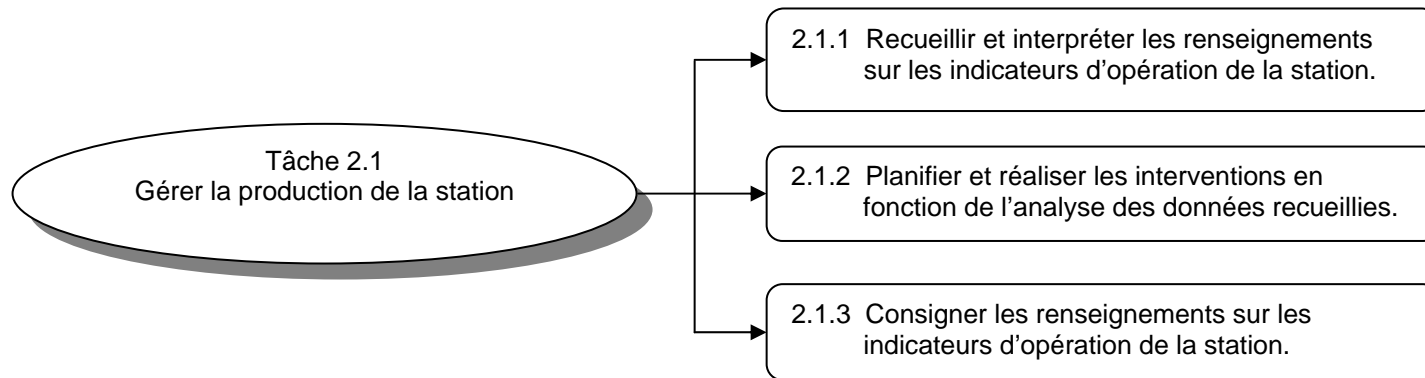 Tâche 2.1
Gérer la production de la station
2.1.1 Recueillir et interpréter les renseignements
sur les indicateurs d’opération de la station.
2.1.2 Planifier et réaliser les interventions en
fonction de l’analyse des données recueillies.
2.1.3 Consigner les renseignements sur les
indicateurs d’opération de la station.